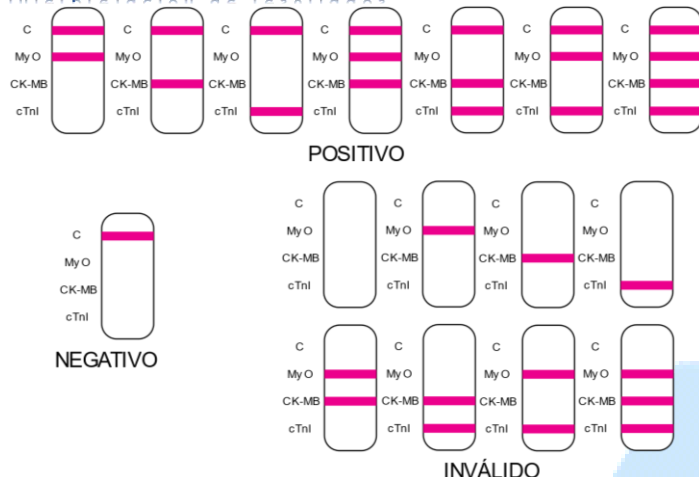 C C C C C C C
My O My O My O My O My O My O My O
CK-MB CK-MB CK-MB CK-MB CK-MB CK-MB CK-MB
cTnI cTnI cTnI cTnI cTnI cTnI cTnI
POSITIVO
C
My O
CK-MB
cTnI
NEGATIVO
C C C C
My O My O My O My O
CK-MB CK-MB CK-MB CK-MB
cTnI cTnI cTnI cTnI
C C C C
My O My O My O My O
CK-MB CK-MB CK-MB CK-MB
cTnI cTnI cTnI cTnI
INVÁLIDO